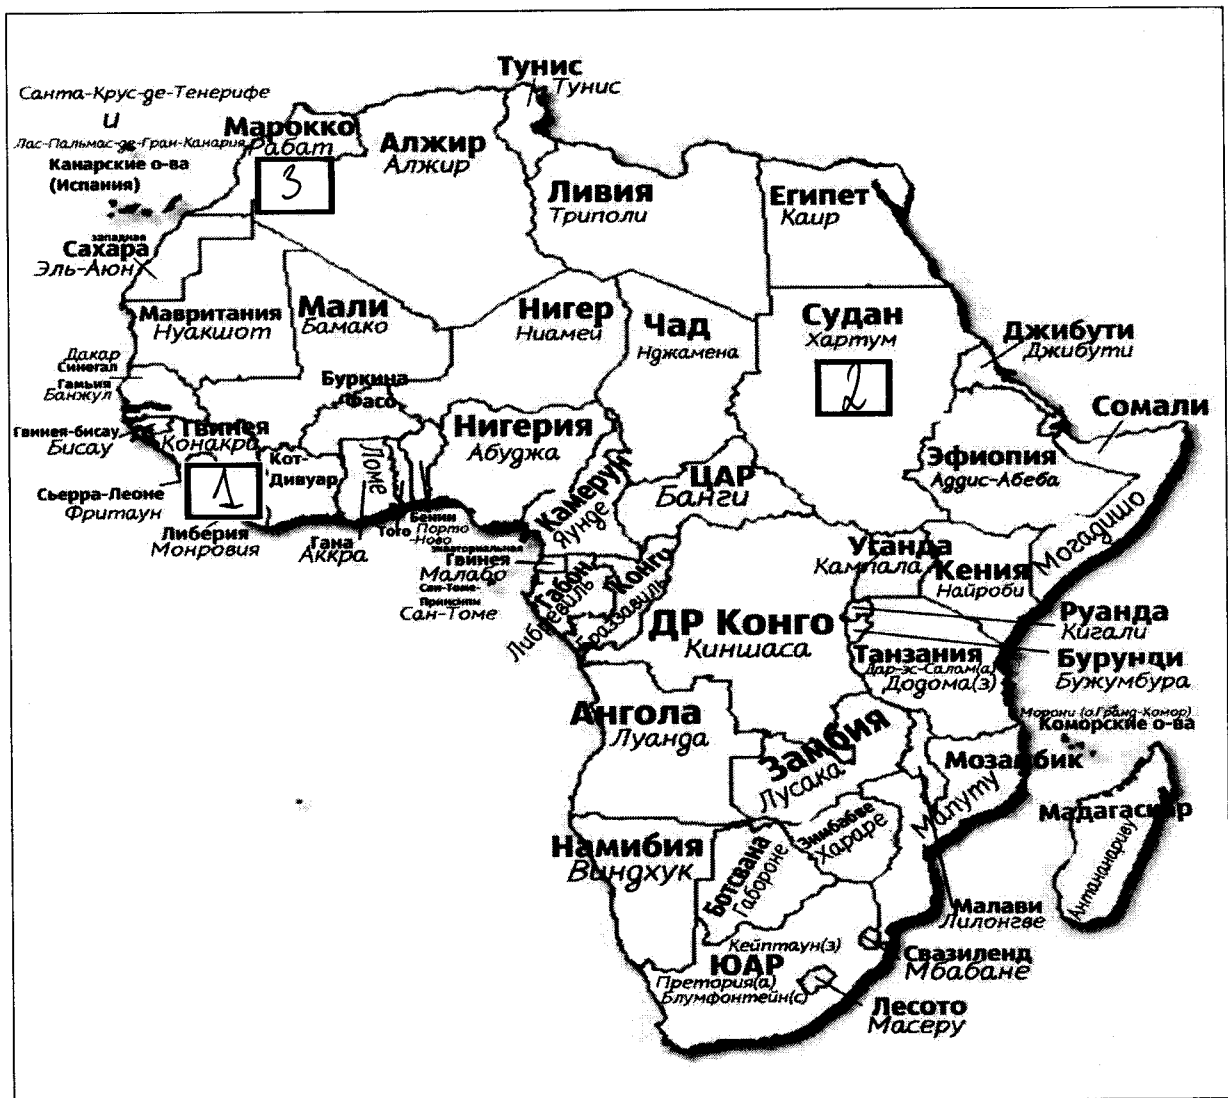 Тунис
Тунис
Санта-Крус-де-Тенерифе
и
Лас-Пальмас-де-Гран-Канария
Канарские о-ва
(Испания)
Марокко
Рабат
3
Алжир
Алжир
Ливия
Триполи
Египет
Каир
западная
Сахара
Эль-Аюн
Мавритания
Нуакшот
Мали
Бамако
Нигер
Ниамей
Чад
Нджамена
Судан
Хартум
2
Джибути
Джибути
Дакар
Синегал
Гамьия
Банжул
Буркина
Фасо
Сомали
Могадишо
Гвинея-бисау
Бисау
Гвинея
Конакри
1
Кот-
Дивуар
Ломе
Нигерия
Абуджа
Камерун
Яунде
ЦАР
Банги
Эфиопия
Аддис-Абеба
Сьерра-Леоне
Фритаун
Либерия
Монровия
Гана
Аккра
Того
Бенин
Порто
-Ново
экваториальная
Гвинея
Малабо
Сан-Томе-
Принсипи
Сан-Томе
Габон
Либревиль
Конго
Браззавиль
ДР Конго
Киншаса
Уганда
Кампала
Кения
Найроби
Руанда
Кигали
Бурунди
Бужумбура
Танзания
Дар-эс-Салам(а)
Додома(з)
Морони (о.Гранд-Комор)
Коморские о-ва
Ангола
Луанда
Замбия
Лусака
Мозамбик
Мапуту
Мадагаскар
Антананариву
Зимбабве
Хараре
Намибия
Виндхук
Ботсвана
Габороне
Малави
Лилонгве
Свазиленд
Мбабане
Кейптаун(з)
ЮАР
Претория(а)
Блумфонтейн(с)
Лесото
Масеру